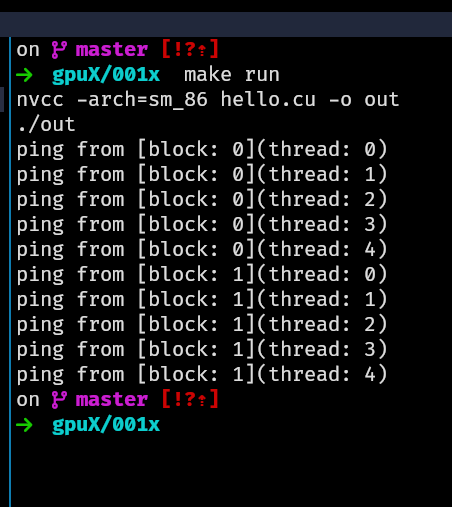 on master [!?⇡]
→ gpuX/001x make run
nvcc -arch=sm_86 hello.cu -o out
./out
ping from [block: 0](thread: 0)
ping from [block: 0](thread: 1)
ping from [block: 0](thread: 2)
ping from [block: 0](thread: 3)
ping from [block: 0](thread: 4)
ping from [block: 1](thread: 0)
ping from [block: 1](thread: 1)
ping from [block: 1](thread: 2)
ping from [block: 1](thread: 3)
ping from [block: 1](thread: 4)
on master [!?⇡]
→ gpuX/001x